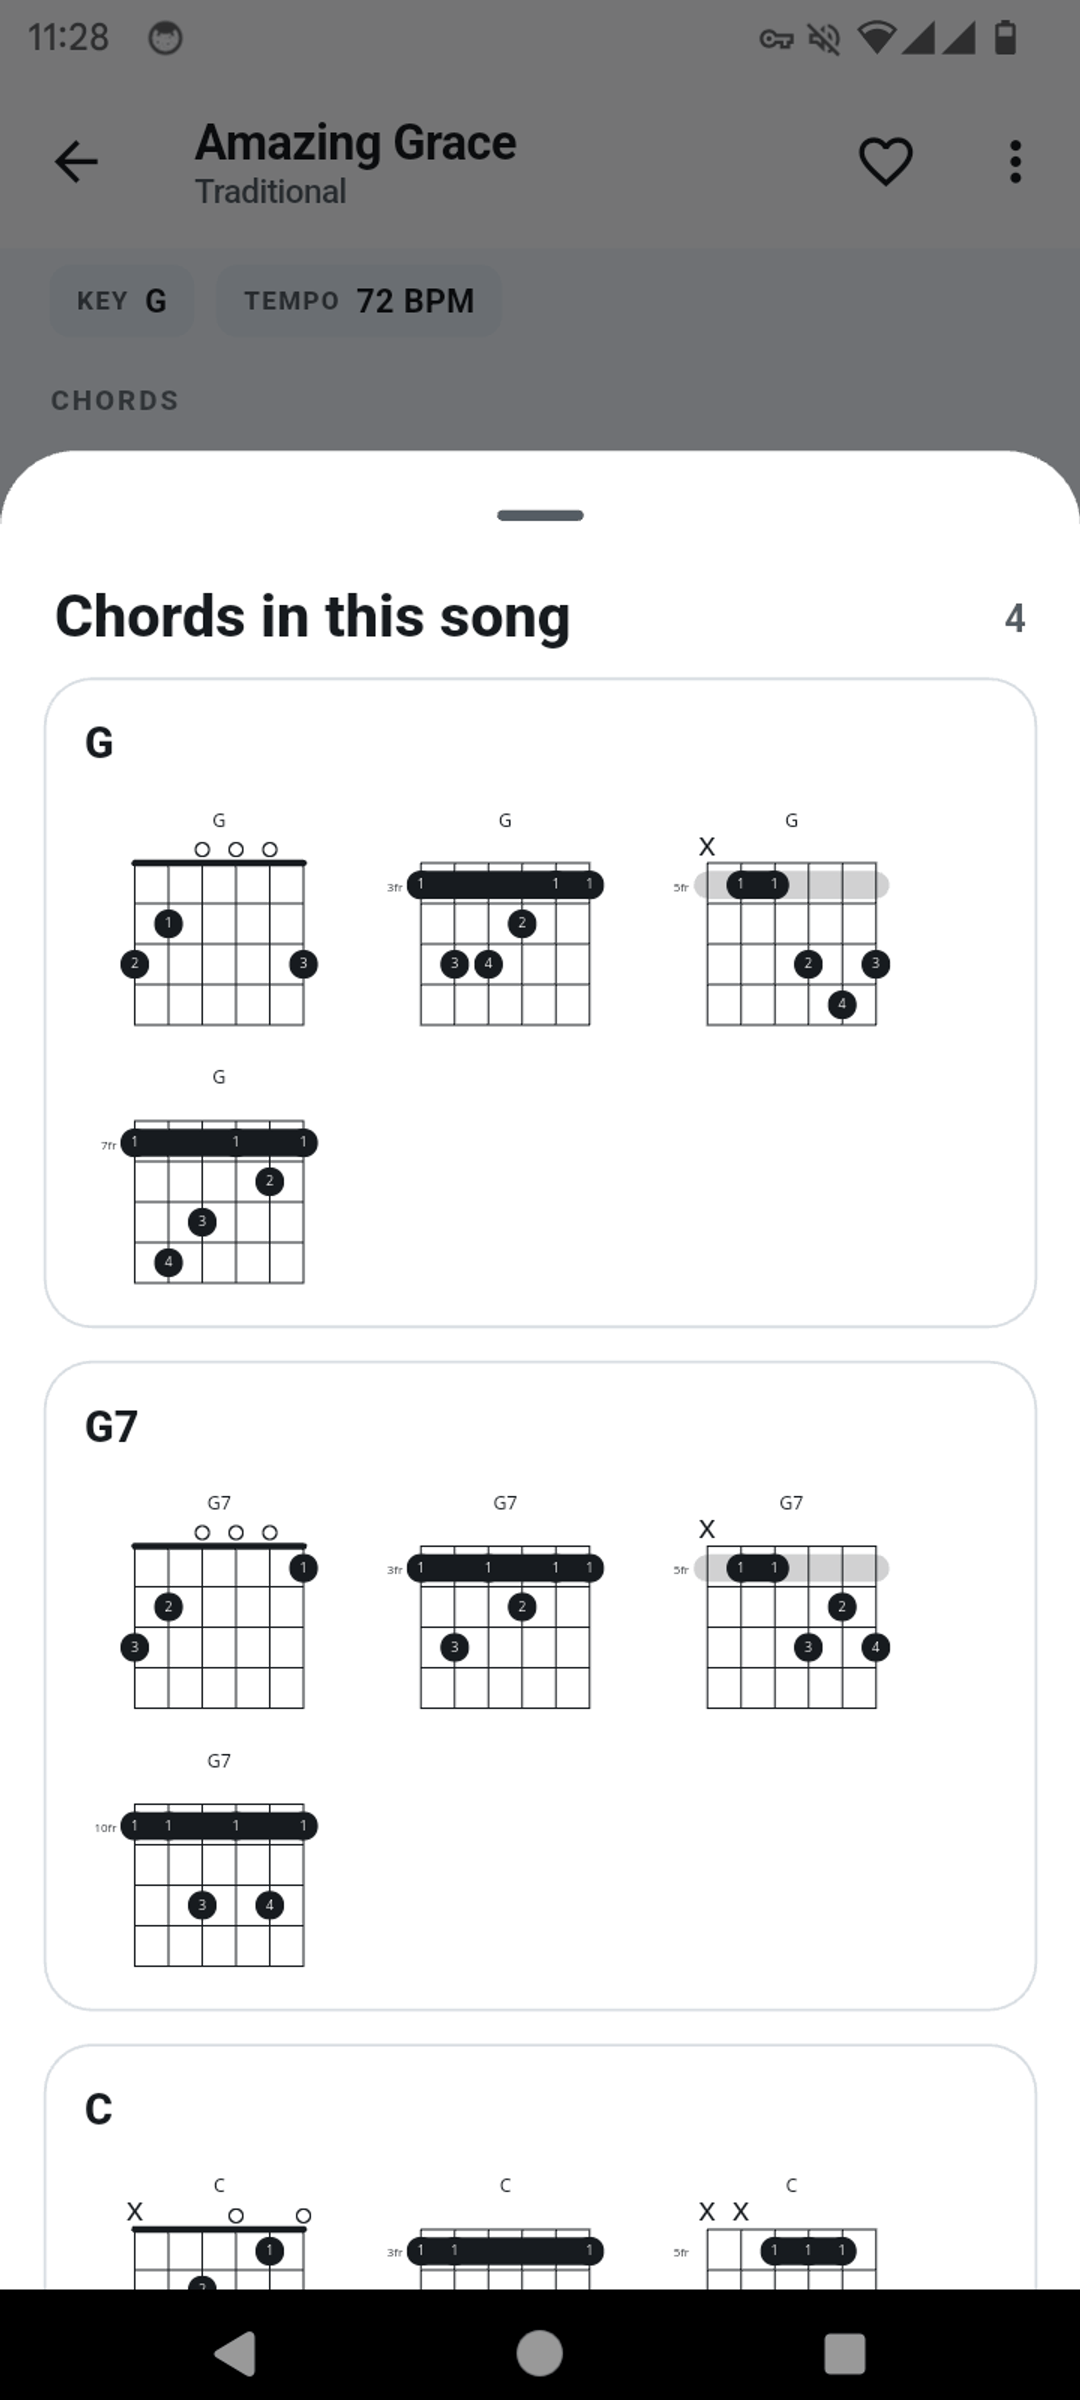 11:28
Amazing Grace
Traditional
KEY G TEMPO 72 BPM
CHORDS
Chords in this song 4
G
G G G
X
3fr 1 1 1 5fr 1 1
1 2
2 3 3 4 2 3
4
G
7fr 1 1 1
2
3
4
G7
G7 G7 G7
X
1 3fr 1 1 1 1 5fr 1 1
2 2 2
3 3 3 4
G7
10fr 1 1 1 1
3 4
C
C C C
X X X
1 3fr 1 1 1 5fr 1 1 1
2